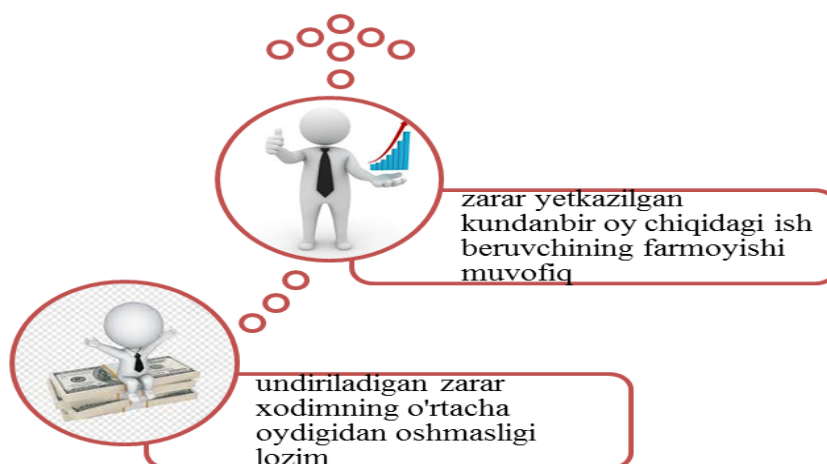 zarar yetkazilgan
kundanbir oy chiqidagi ish
beruvchining farmoyishi
muvofiq
undiriladigan zarar
xodimning o'rtacha
oydigidan oshmasligi
lozim